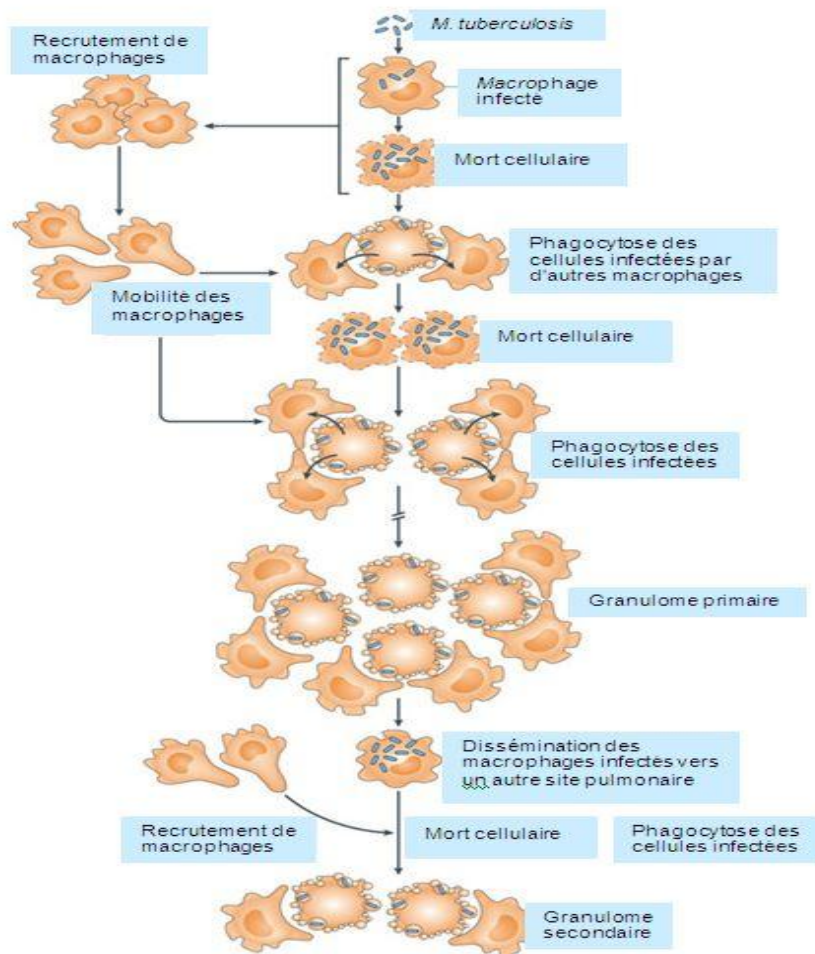 M. tuberculosis
Recrutement de
macrophages
Macrophage
infecté
Mort cellulaire
Phagocytose des
cellules infectées par
d'autres macrophages
Mobilité des
macrophages
Mort cellulaire
Phagocytose des
cellules infectées
Granulome primaire
Dissémination des
macrophages infectés vers
un autre site pulmonaire
Recrutement de
macrophages
Mort cellulaire
Phagocytose des
cellules infectées
Granulome
secondaire